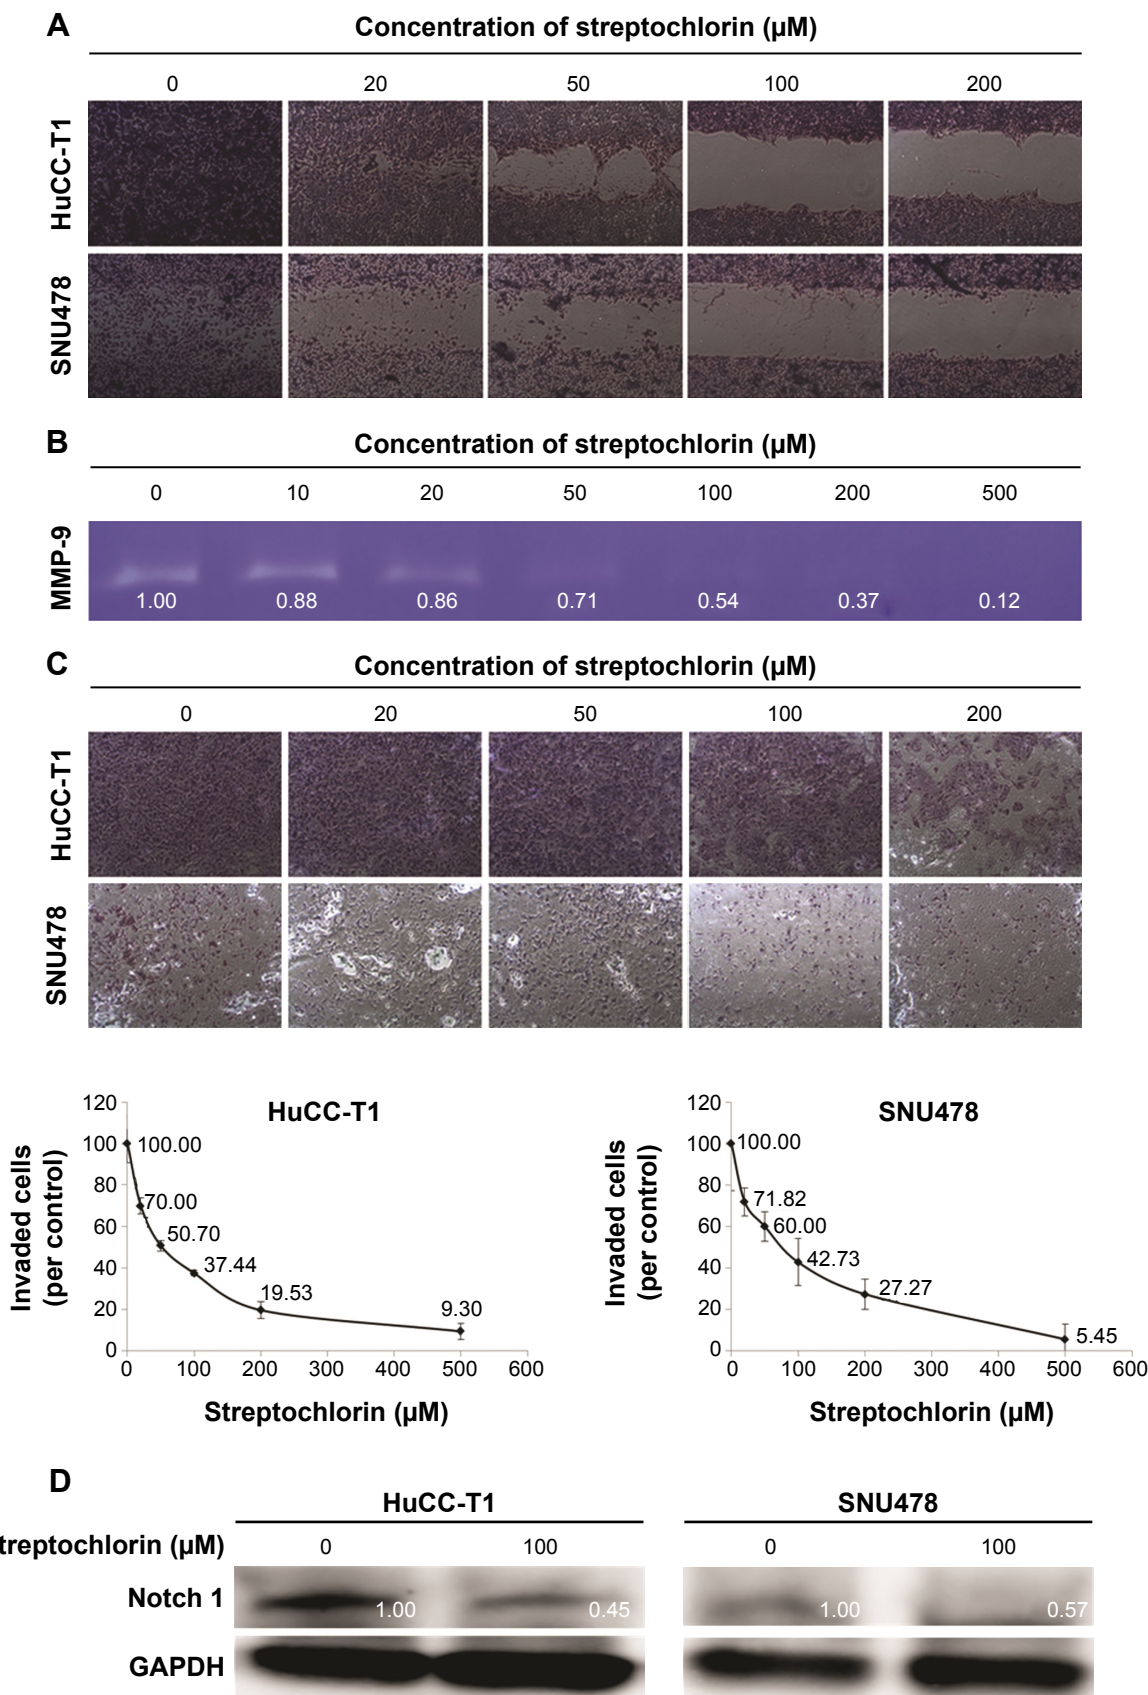 A
Concentration of streptochlorin (µM)
0 20 50 100 200
HuCC-T1
SNU478
B
Concentration of streptochlorin (µM)
0 10 20 50 100 200 500
MMP-9
1.00 0.88 0.86 0.71 0.54 0.37 0.12
C
Concentration of streptochlorin (µM)
0 20 50 100 200
HuCC-T1
SNU478
HuCC-T1
Invaded cells
(per control)
120
100
80
60
40
20
0
100.00
70.00
50.70
37.44
19.53
9.30
0 100 200 300 400 500 600
Streptochlorin (µM)
SNU478
Invaded cells
(per control)
120
100
80
60
40
20
0
100.00
71.82
60.00
42.73
27.27
5.45
0 100 200 300 400 500 600
Streptochlorin (µM)
D
HuCC-T1 SNU478
treptochlorin (µM) 0 100 0 100
Notch 1 1.00 0.45 1.00 0.57
GAPDH